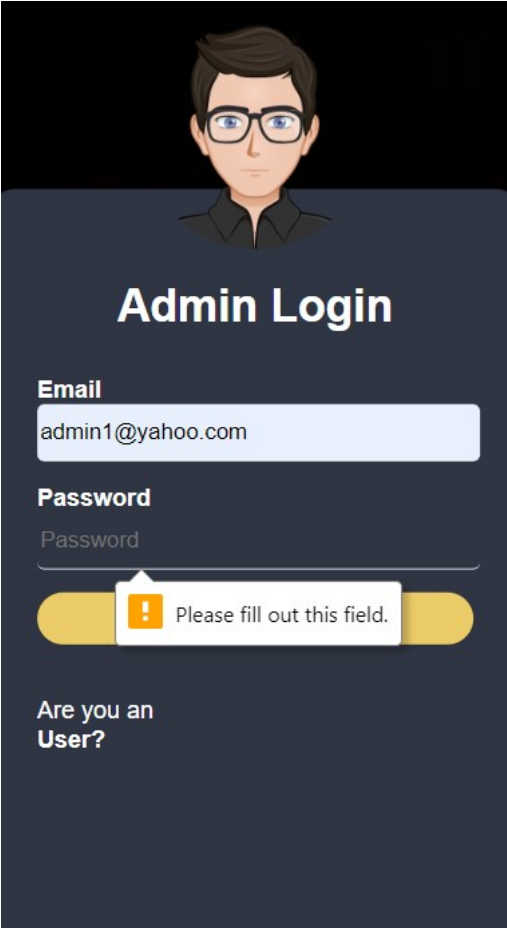 Admin Login
Email
admin1@yahoo.com
Password
Password
Please fill out this field.
Are you an
User?